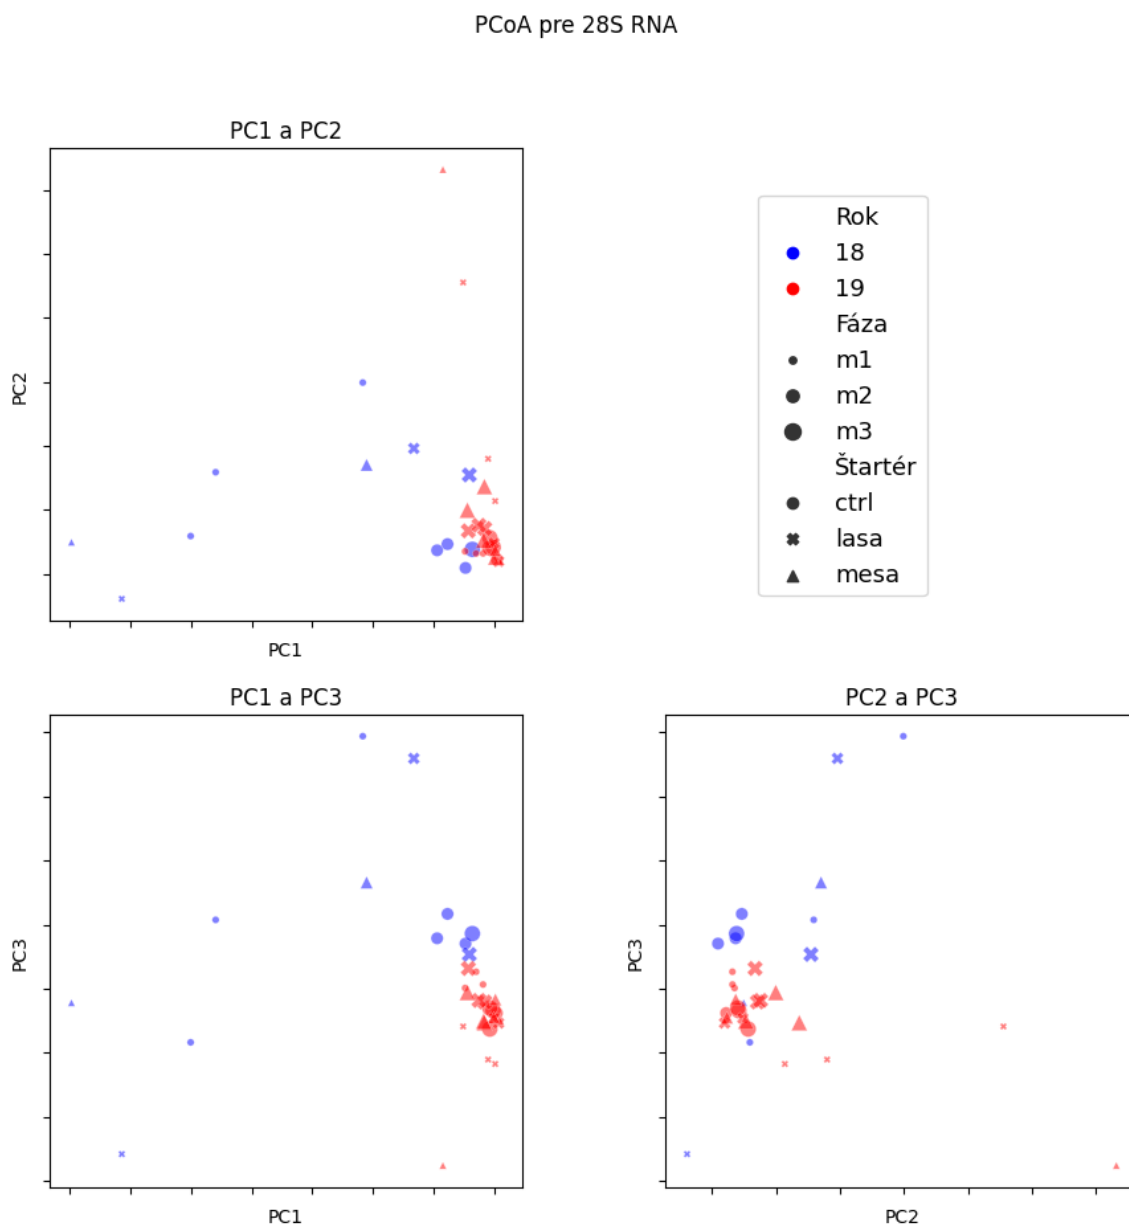 PCoA pre 28S RNA
PC1 a PC2
PC2
PC1
Rok
18
19
Fáza
m1
m2
m3
Štartér
ctrl
lasa
mesa
PC1 a PC3
PC3
PC1
PC2 a PC3
PC3
PC2